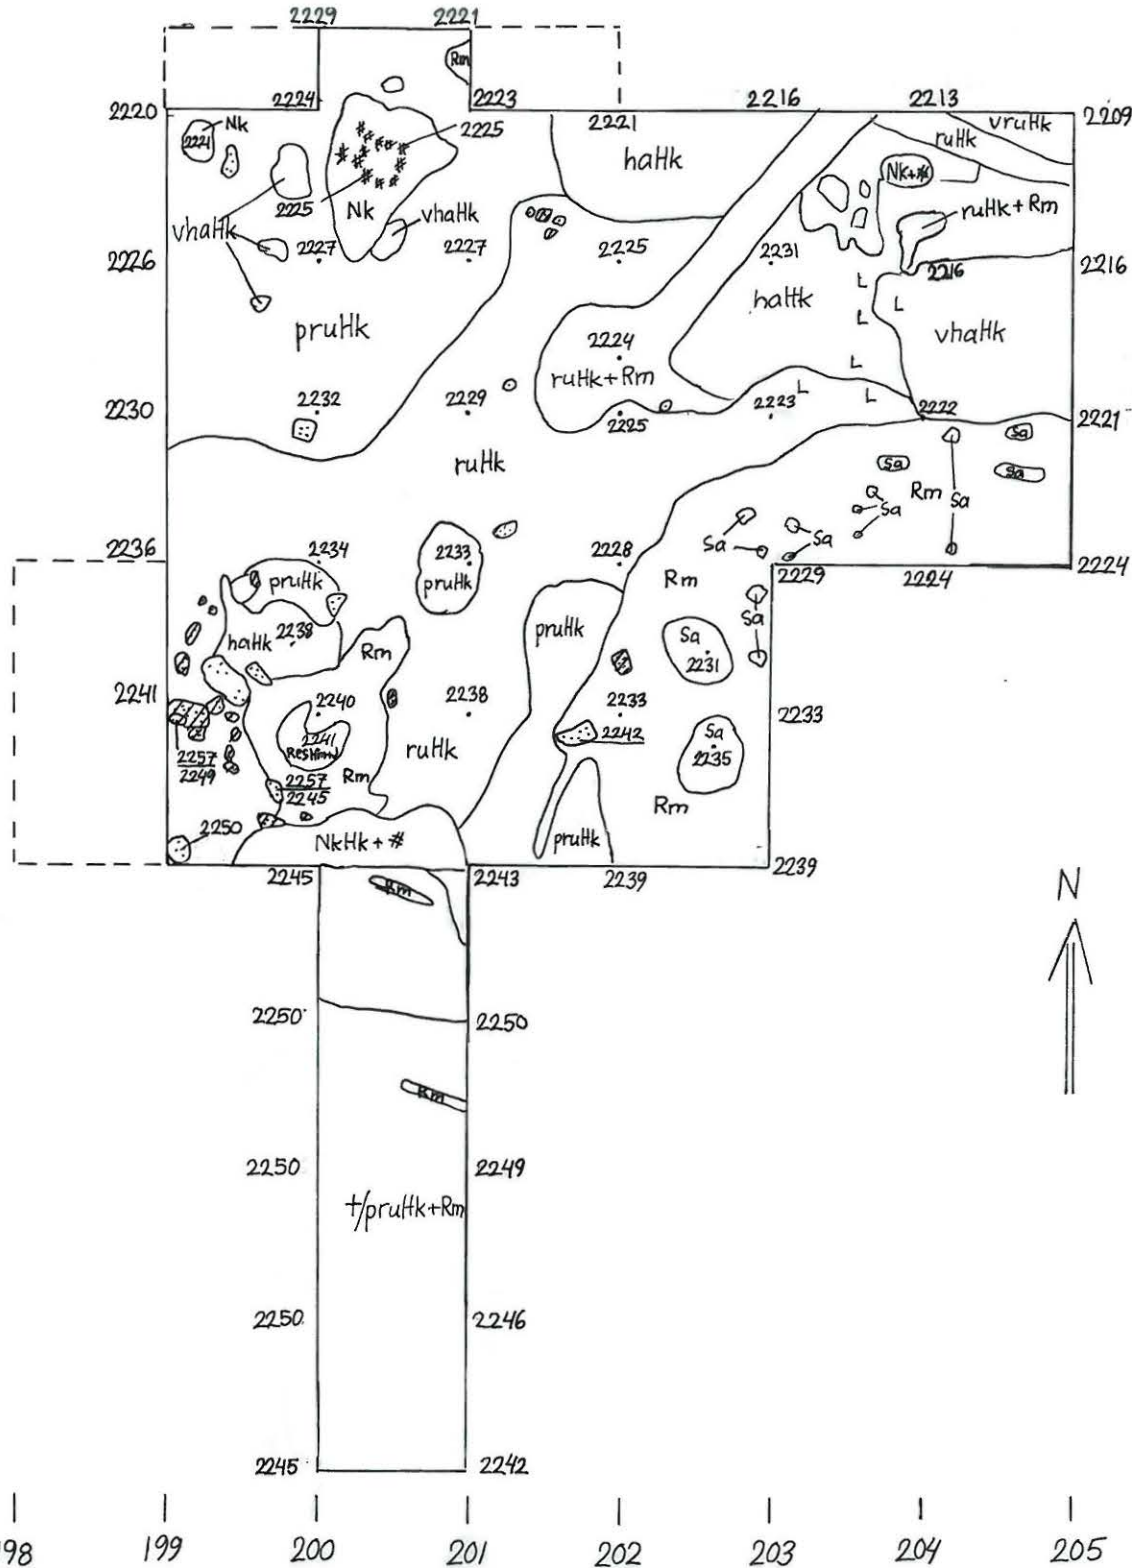 2229 2221
Rm
2220 2224 2223 2216 2213 2209
Nk 2225 2221 vruHk
2221 haHk ruHk
Nk+#
2225 Nk vhaHk ruHk+Rm
vhaHk
2226 2227 2227 2225 2231 2216 2216
L
haHk L
L
pruHk vhaHk
2224
L
ruHk+Rm
L L
2230 2232 2229 2225 2223 2222 2221
Sa
ruHk Sa Sa
Rm Sa
Sa
Sa Sa
2236 2234 2233 2228 2229 2224 2224
pruHk pruHk Rm
Sa
pruHk Sa
haHk 2238 Rm 2231
2241 2240 2238 2233 2233
2241 2242 Sa
ruHk 2235
2257 Rm
2249 2257
2245 Rm
2250
NkHk+# pruHk
2245 2243 2239 2239
Rm
N
2250 2250
Rm
2250 2249
+/pruHk+Rm
2250 2246
2245 2242
98 199 200 201 202 203 204 205